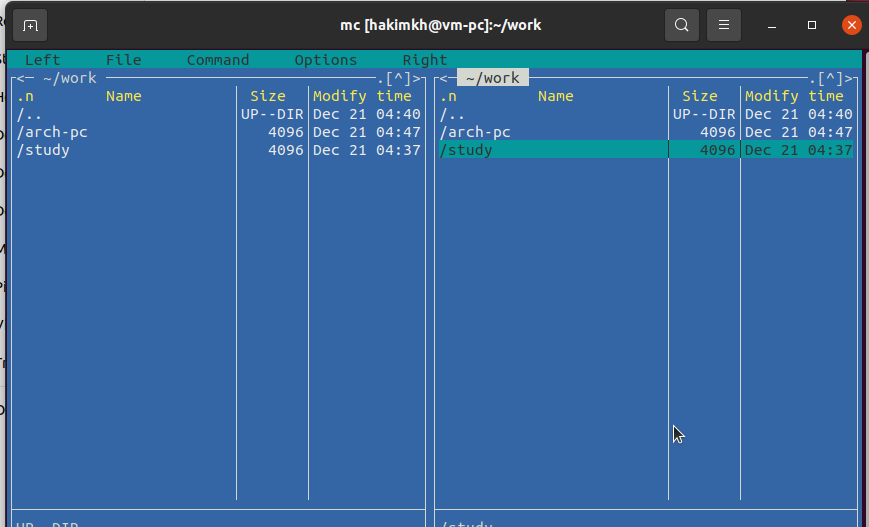 mc [hakimkh@vm-pc]:~/work
Left File Command Options Right
<─ ~/work .[^]>
.n Name Size Modify time
/.. UP--DIR Dec 21 04:40
/arch-pc 4096 Dec 21 04:47
/study 4096 Dec 21 04:37
UP--DIR
<─ ~/work .[^]>
.n Name Size Modify time
/.. UP--DIR Dec 21 04:40
/arch-pc 4096 Dec 21 04:47
/study 4096 Dec 21 04:37
/study